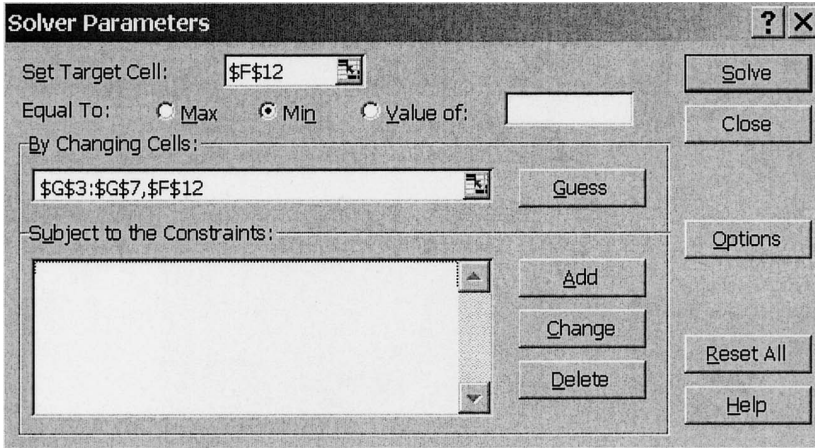 Solver Parameters ? X
Set Target Cell: $F$12 Solve
Equal To: Max Min Value of: Close
By Changing Cells:
$G$3:$G$7,$F$12 Guess
Subject to the Constraints: Options
Add
Change
Reset All
Delete
Help